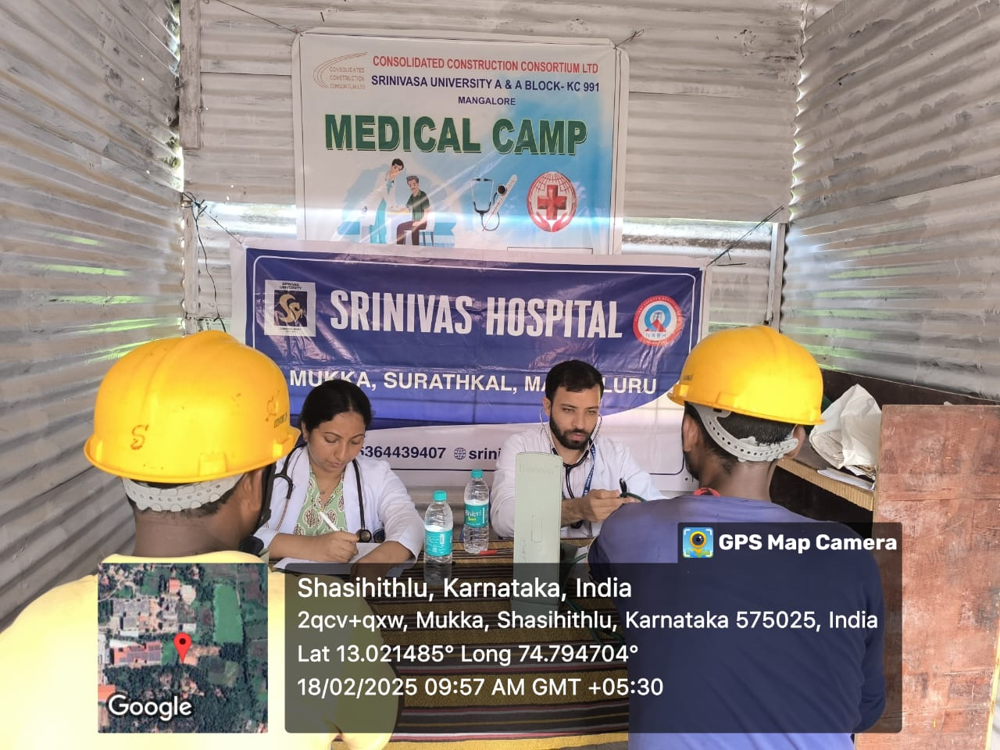 CONSOLIDATED
CONSTRUCTION
CONSORTIUM LTD
CONSOLIDATED CONSTRUCTION CONSORTIUM LTD
SRINIVASA UNIVERSITY A & A BLOCK- KC 991
MANGALORE
MEDICAL CAMP
SRINIVAS
UNIVERSITY
SRINIVAS HOSPITAL
NABH
MUKKA, SURATHKAL, MA LURU
6364439407 srini
Diamond
Bisleri
S
GPS Map Camera
Shasihithlu, Karnataka, India
2qcv+qxw, Mukka, Shasihithlu, Karnataka 575025, India
Lat 13.021485° Long 74.794704°
18/02/2025 09:57 AM GMT +05:30
Google